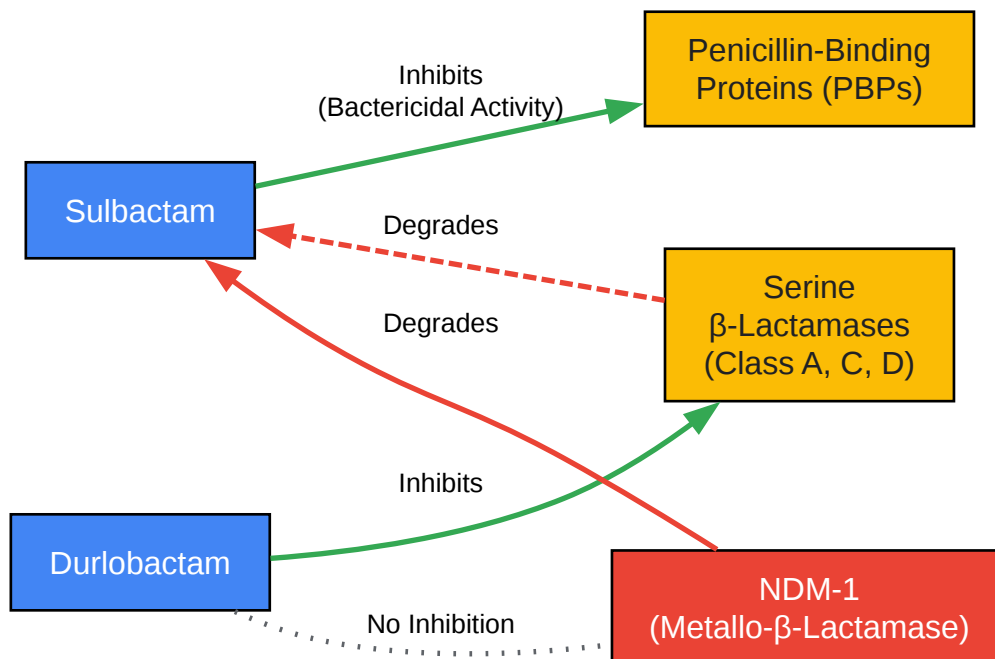 Penicillin-Binding
Proteins (PBPs)
Inhibits
(Bactericidal Activity)
Sulbactam
Degrades
Serine
β-Lactamases
(Class A, C, D)
Degrades
Inhibits
Durlobactam
NDM-1
(Metallo-β-Lactamase)
No Inhibition